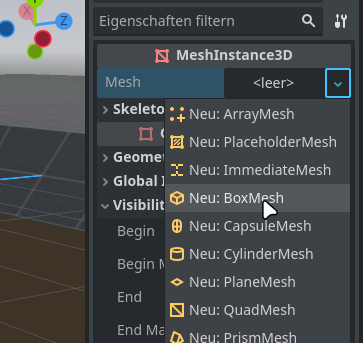 Y
X
Z
Eigenschaften filtern
MeshInstance3D
Mesh
<leer>
Skeleto
Neu: ArrayMesh
Neu: PlaceholderMesh
Geomet
Neu: ImmediateMesh
Global I
Neu: BoxMesh
Visibilit
Neu: CapsuleMesh
Begin
Neu: CylinderMesh
Begin M
Neu: PlaneMesh
End
Neu: QuadMesh
End Ma
Neu: PrismMesh